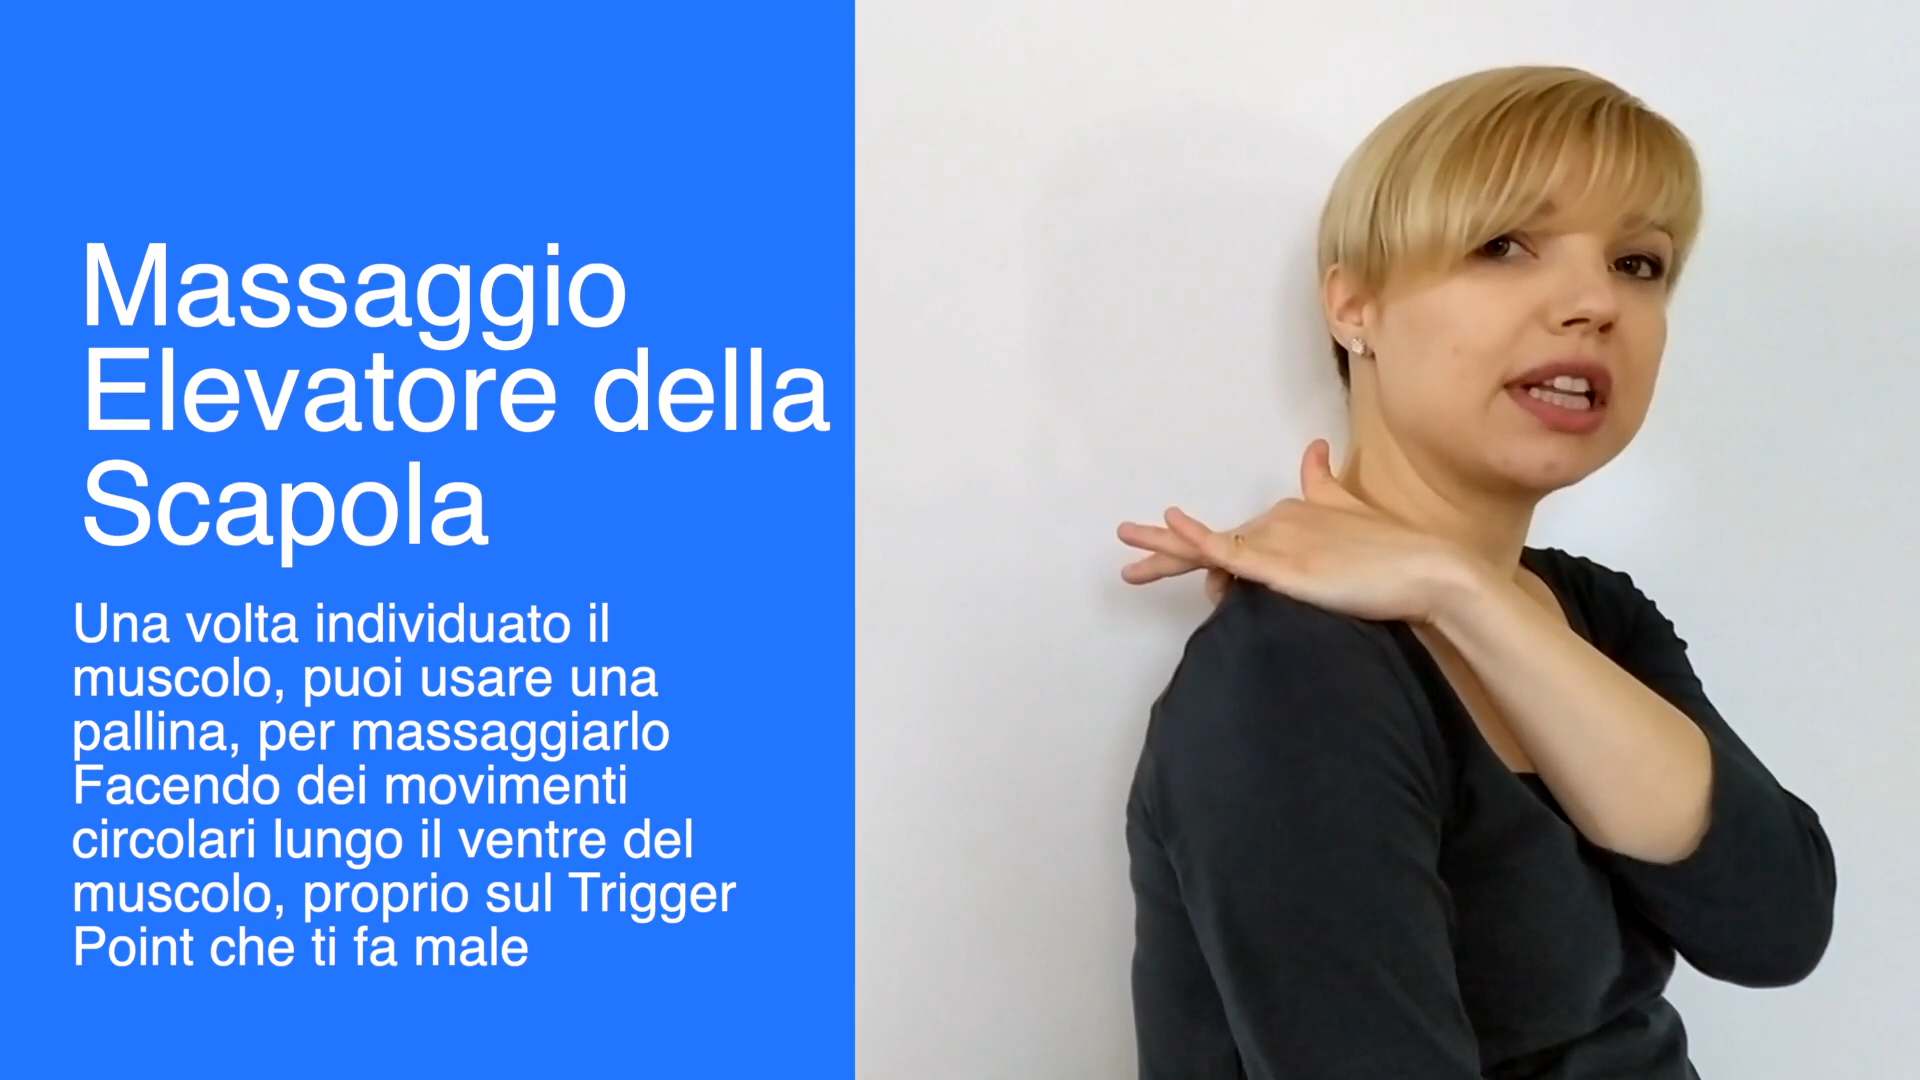 Massaggio
Elevatore della
Scapola
Una volta individuato il
muscolo, puoi usare una
pallina, per massaggiarlo
Facendo dei movimenti
circolari lungo il ventre del
muscolo, proprio sul Trigger
Point che ti fa male